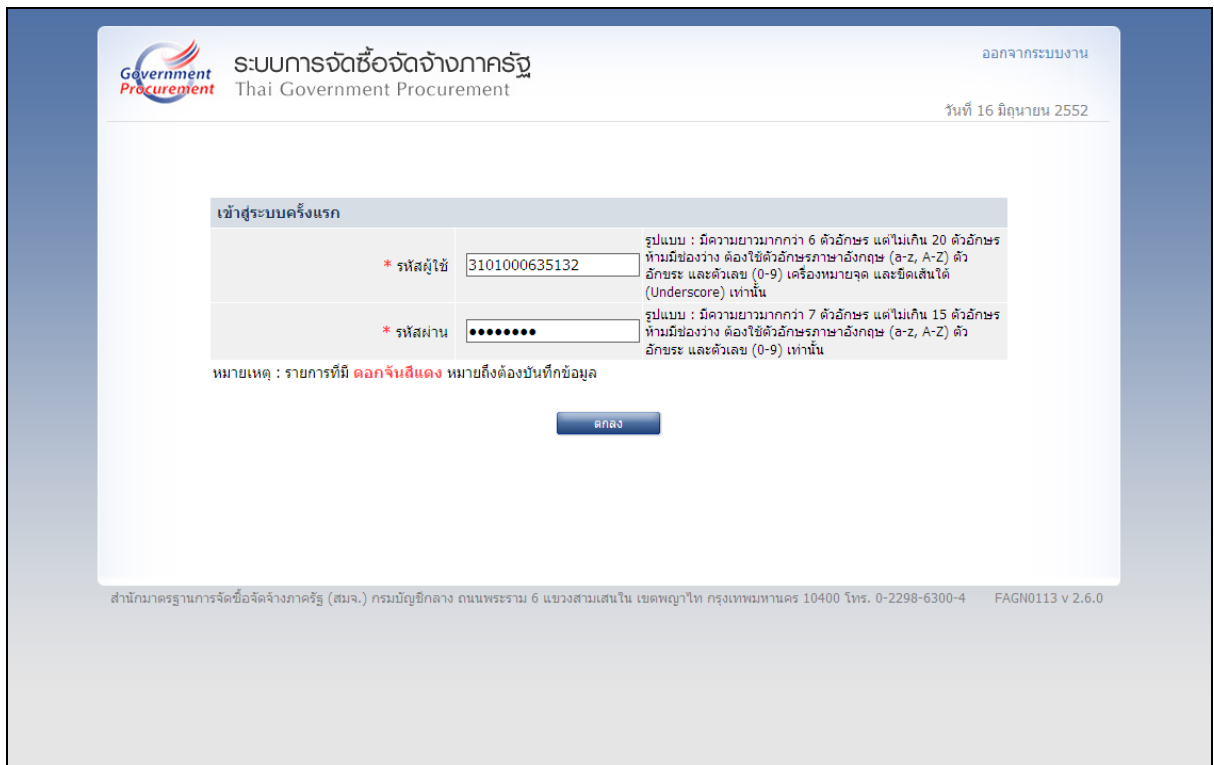 Government
Procurement
ระบบการจัดซื้อจัดจ้างภาครัฐ
Thai Government Procurement
ออกจากระบบงาน
วันที่ 16 มิถุนายน 2552
เข้าสู่ระบบครั้งแรก
* รหัสผู้ใช้
3101000635132
รูปแบบ : มีความยาวมากกว่า 6 ตัวอักษร แต่ไม่เกิน 20 ตัวอักษร
ห้ามมีช่องว่าง ต้องใช้ตัวอักษรภาษาอังกฤษ (a-z, A-Z) ตัว
อักขระ และตัวเลข (0-9) เครื่องหมายจุด และขีดเส้นใต้
(Underscore) เท่านั้น
* รหัสผ่าน
••••••••
รูปแบบ : มีความยาวมากกว่า 7 ตัวอักษร แต่ไม่เกิน 15 ตัวอักษร
ห้ามมีช่องว่าง ต้องใช้ตัวอักษรภาษาอังกฤษ (a-z, A-Z) ตัว
อักขระ และตัวเลข (0-9) เท่านั้น
หมายเหตุ : รายการที่มี ดอกจันสีแดง หมายถึงต้องบันทึกข้อมูล
ตกลง
สำนักมาตรฐานการจัดซื้อจัดจ้างภาครัฐ (สมจ.) กรมบัญชีกลาง ถนนพระราม 6 แขวงสามเสนใน เขตพญาไท กรุงเทพมหานคร 10400 โทร. 0-2298-6300-4 FAGN0113 v 2.6.0